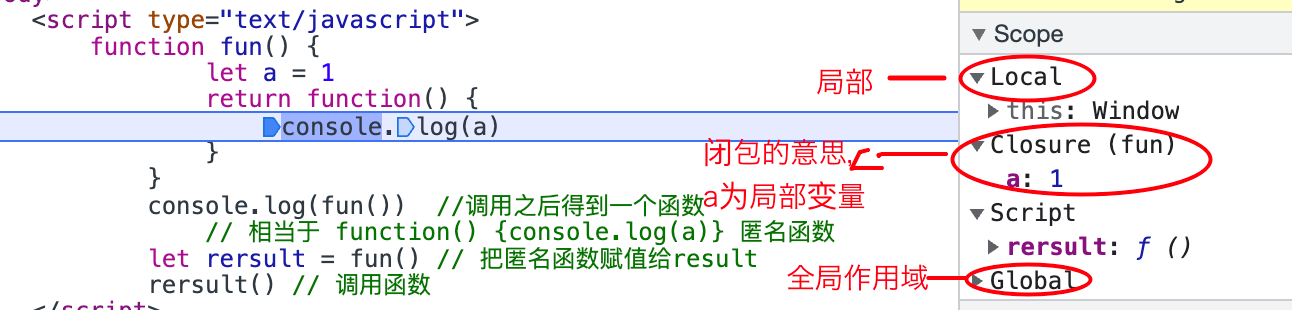 <script type="text/javascript">
function fun() {
let a = 1
return function() {
console.log(a)
}
}
console.log(fun()) //调用之后得到一个函数
// 相当于 function() {console.log(a)} 匿名函数
let rersult = fun() // 把匿名函数赋值给result
rersult() // 调用函数
</script>
局部
闭包的意思,
a为局部变量
全局作用域
Scope
Local
this: Window
Closure (fun)
a: 1
Script
rersult: ƒ ()
Global